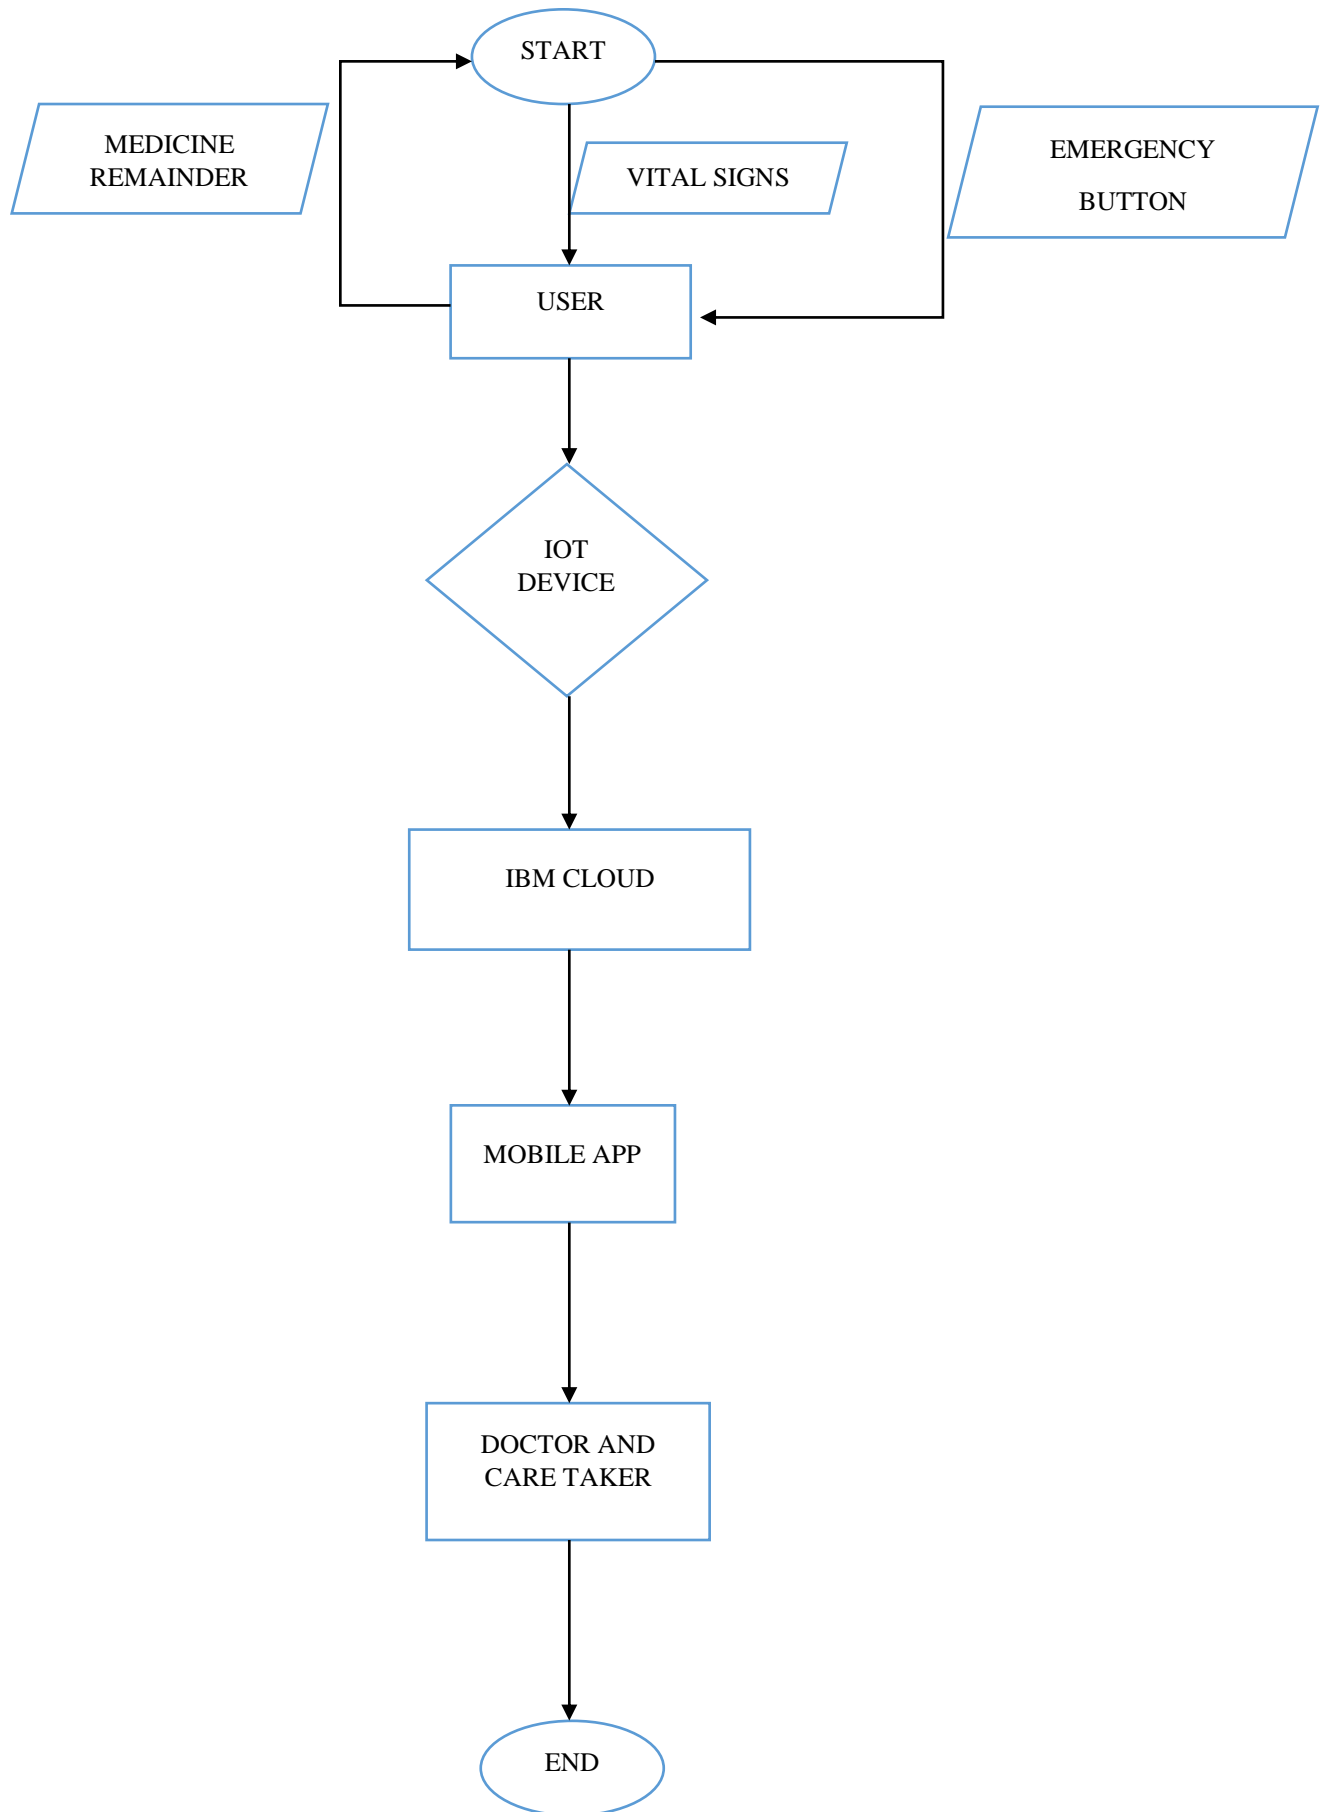 START
MEDICINE
REMAINDER
VITAL SIGNS
EMERGENCY
BUTTON
USER
IOT
DEVICE
IBM CLOUD
MOBILE APP
DOCTOR AND
CARE TAKER
END